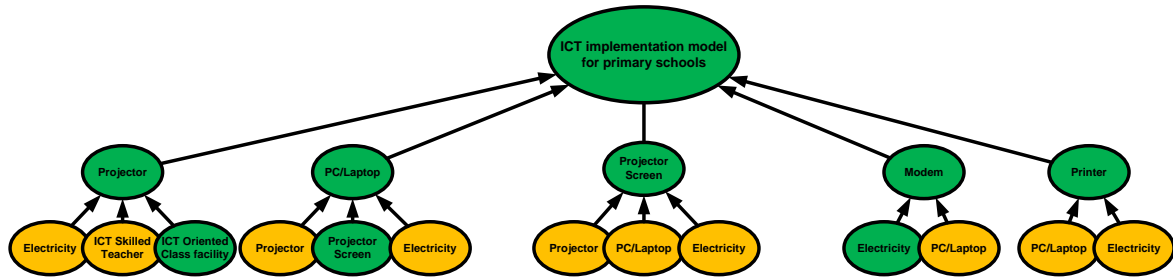 ICT implementation model
for primary schools
Projector
PC/Laptop
Projector
Screen
Modem
Printer
Electricity
ICT Skilled
Teacher
ICT Oriented
Class facility
Projector
Projector
Screen
Electricity
Projector
PC/Laptop
Electricity
Electricity
PC/Laptop
PC/Laptop
Electricity